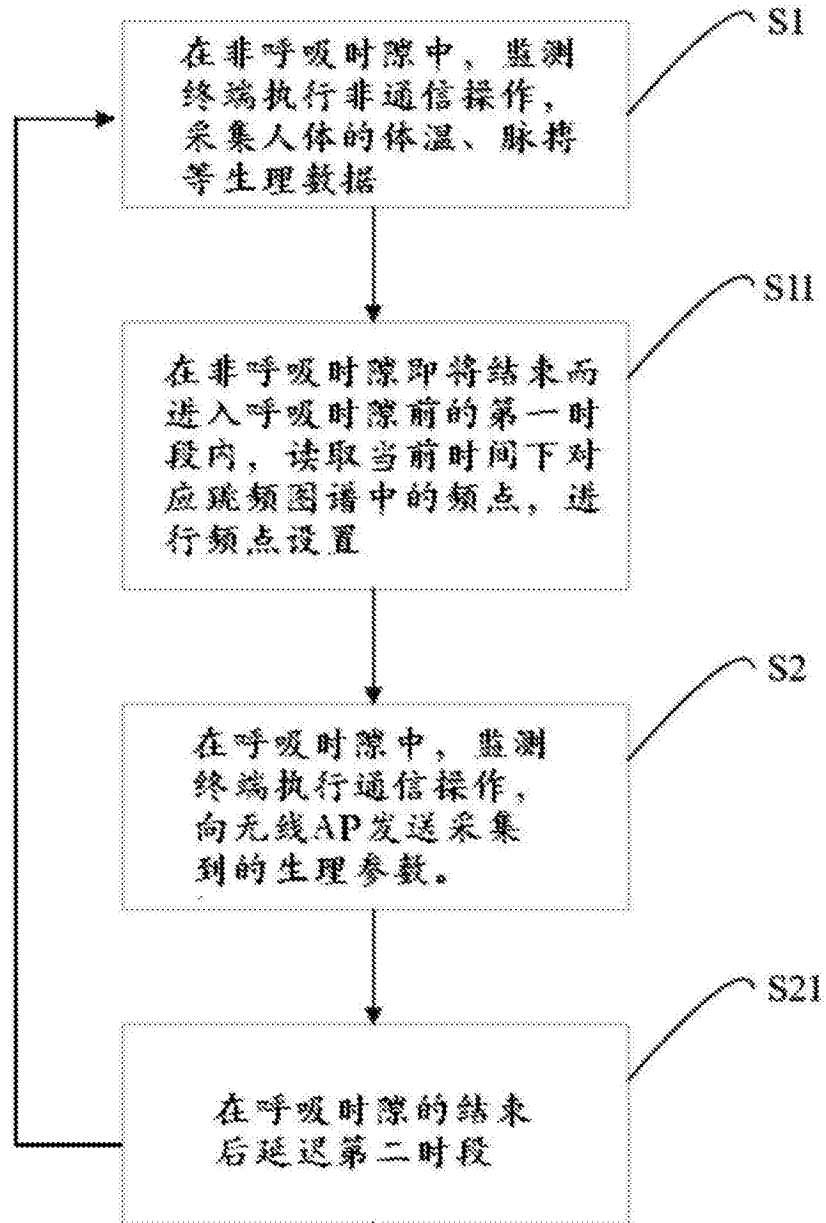 S1
在非呼吸时隙中，监测
终端执行非通信操作，
采集人体的体温、脉搏
等生理数据
S11
在非呼吸时隙即将结束而
进入呼吸时隙前的第一时
段内，读取当前时间下对
应跳频图谱中的频点，进
行频点设置
S2
在呼吸时隙中，监测
终端执行通信操作，
向无线AP发送采集
到的生理参数。
S21
在呼吸时隙的结束
后延迟第二时段